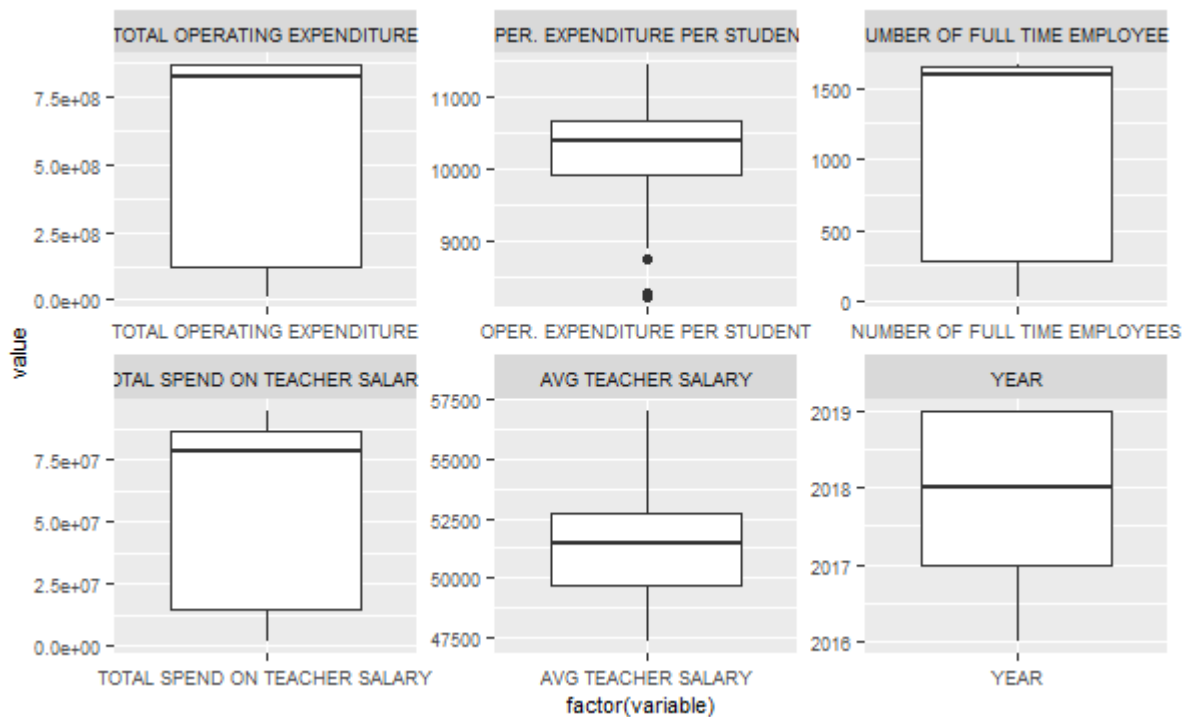 TOTAL OPERATING EXPENDITURE
PER. EXPENDITURE PER STUDEN
UMBER OF FULL TIME EMPLOYEE
7.5e+08
5.0e+08
2.5e+08
0.0e+00
11000
10000
9000
1500
1000
500
0
TOTAL OPERATING EXPENDITURE
OPER. EXPENDITURE PER STUDENT
NUMBER OF FULL TIME EMPLOYEES
value
OTAL SPEND ON TEACHER SALAR
AVG TEACHER SALARY
YEAR
7.5e+07
5.0e+07
2.5e+07
0.0e+00
57500
55000
52500
50000
47500
2019
2018
2017
2016
TOTAL SPEND ON TEACHER SALARY
AVG TEACHER SALARY
YEAR
factor(variable)